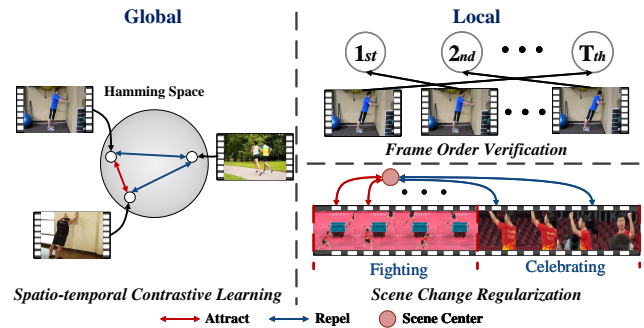 Global
Local
Hamming Space
1st
2nd
Tth
Frame Order Verification
Fighting
Celebrating
Spatio-temporal Contrastive Learning
Scene Change Regularization
Attract
Repel
Scene Center